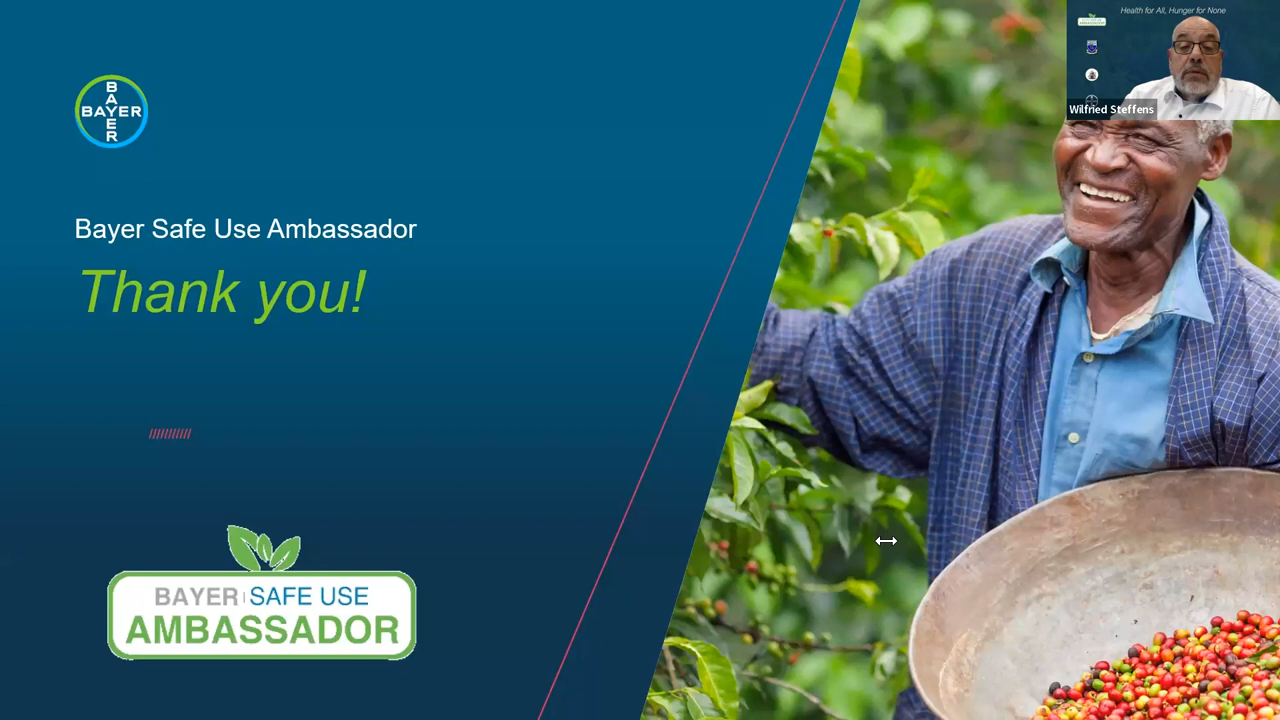 BAYER
BAYER
Bayer Safe Use Ambassador
Thank you!
BAYER | SAFE USE
AMBASSADOR
Health for All, Hunger for None
Wilfried Steffens